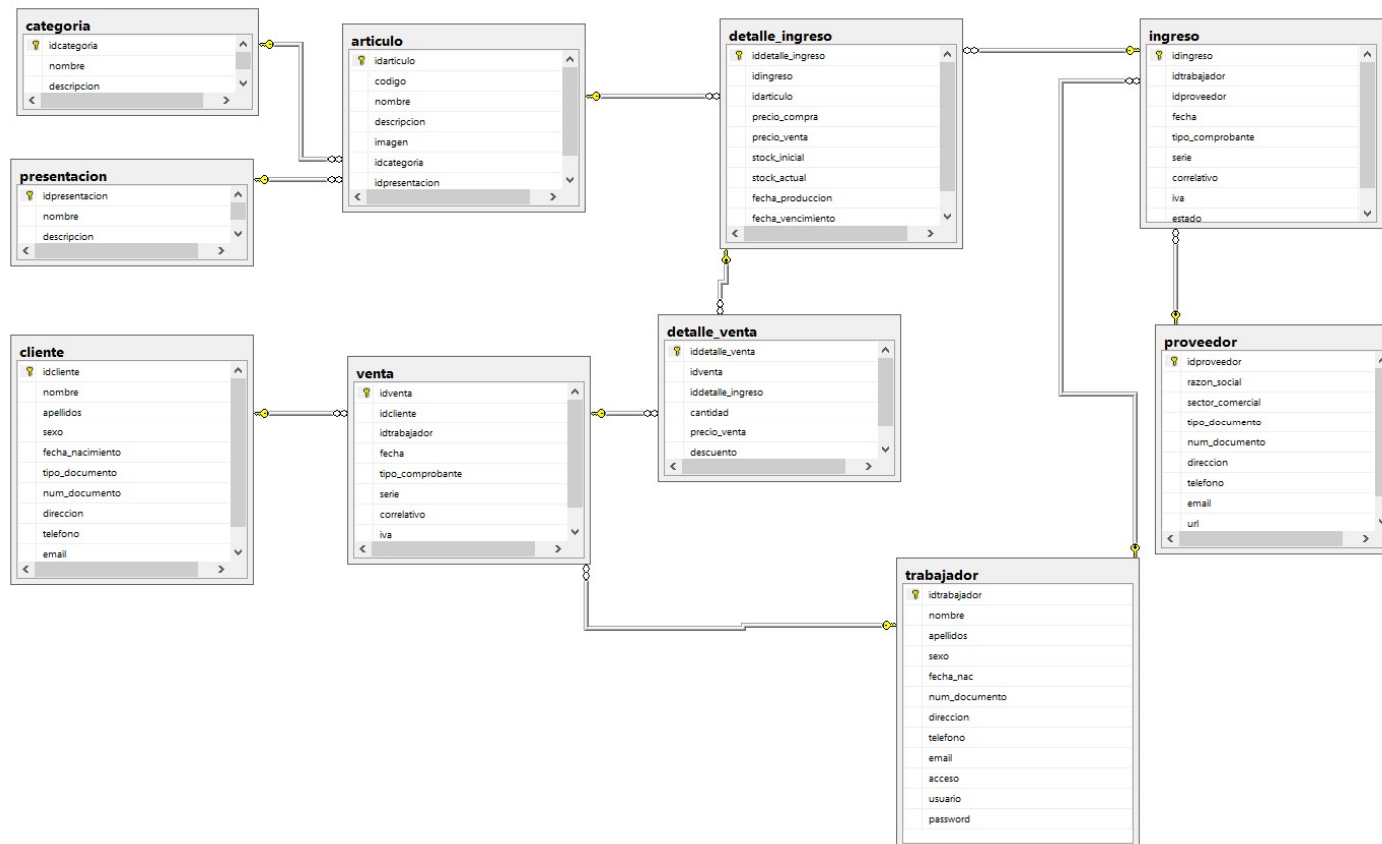 categoria
idcategoria
nombre
descripcion
presentacion
idpresentacion
nombre
descripcion
articulo
idarticulo
codigo
nombre
descripcion
imagen
idcategoria
idpresentacion
detalle_ingreso
iddetalle_ingreso
idingreso
idarticulo
precio_compra
precio_venta
stock_inicial
stock_actual
fecha_produccion
fecha_vencimiento
ingreso
idingreso
idtrabajador
idproveedor
fecha
tipo_comprobante
serie
correlativo
iva
estado
cliente
idcliente
nombre
apellidos
sexo
fecha_nacimiento
tipo_documento
num_documento
direccion
telefono
email
venta
idventa
idcliente
idtrabajador
fecha
tipo_comprobante
serie
correlativo
iva
detalle_venta
iddetalle_venta
idventa
iddetalle_ingreso
cantidad
precio_venta
descuento
proveedor
idproveedor
razon_social
sector_comercial
tipo_documento
num_documento
direccion
telefono
email
url
trabajador
idtrabajador
nombre
apellidos
sexo
fecha_nac
num_documento
direccion
telefono
email
acceso
usuario
password